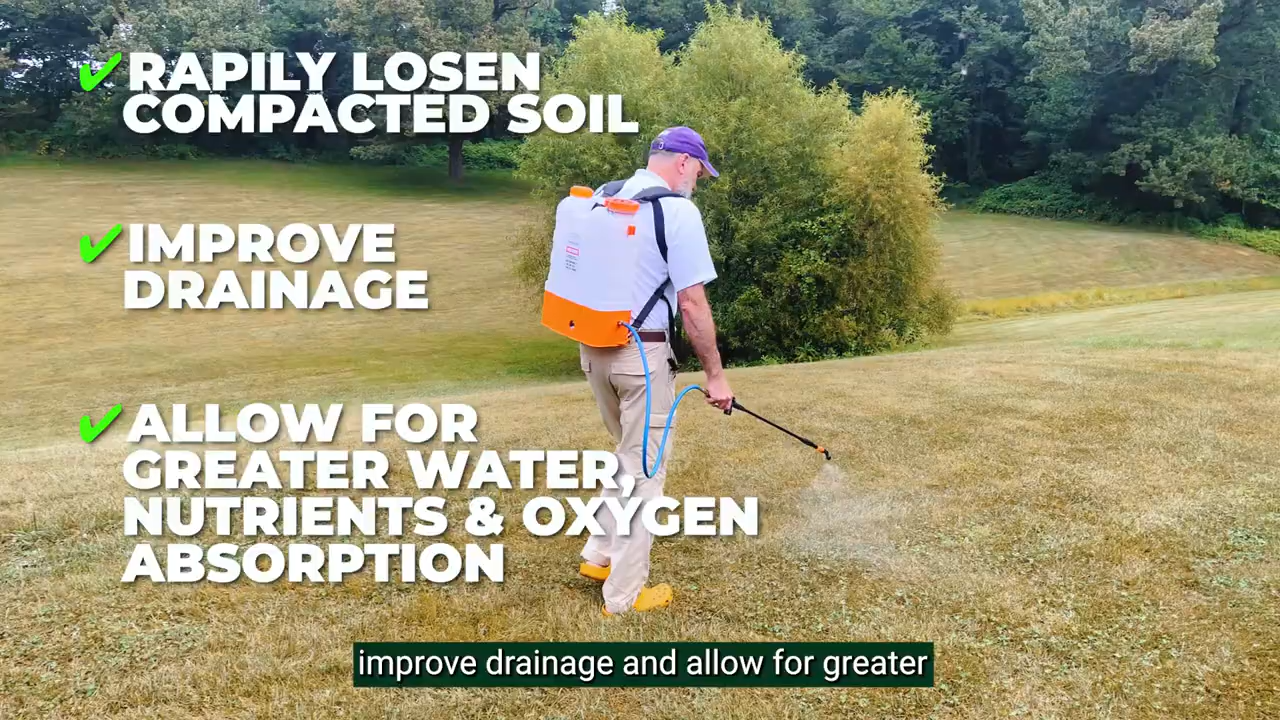 ✔RAPILY LOSEN
COMPACTED SOIL
✔IMPROVE
DRAINAGE
✔ALLOW FOR
GREATER WATER,
NUTRIENTS & OXYGEN
ABSORPTION
improve drainage and allow for greater